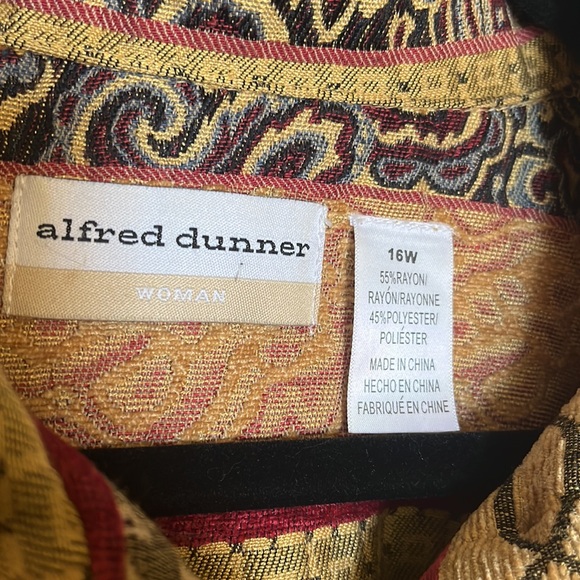 alfred dunner
WOMAN
16W
55%RAYON/
RAYÓN/RAYONNE
45%POLYESTER/
POLIÉSTER
MADE IN CHINA
HECHO EN CHINA
FABRIQUÉ EN CHINE